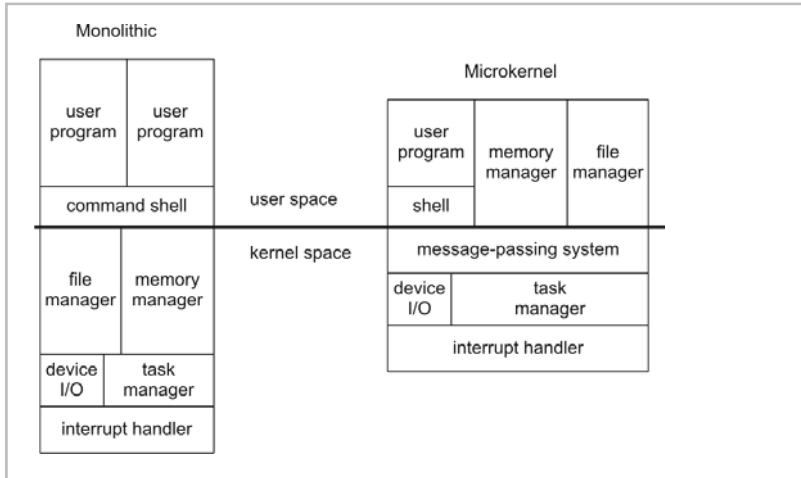 Monolithic
user
program
user
program
command shell
file
manager
memory
manager
device
I/O
task
manager
interrupt handler
user space
kernel space
Microkernel
user
program
shell
memory
manager
file
manager
message-passing system
device
I/O
task
manager
interrupt handler